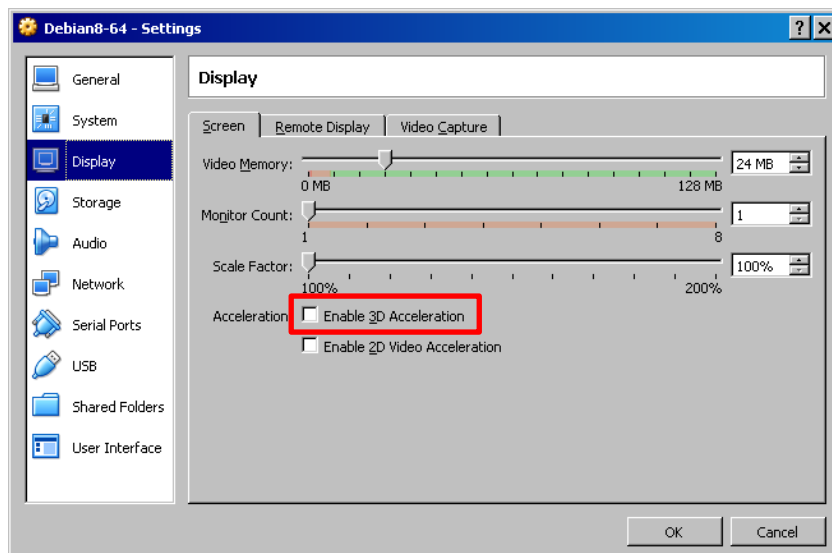 Debian8-64 - Settings
General
System
Display
Storage
Audio
Network
Serial Ports
USB
Shared Folders
User Interface
Display
Screen Remote Display Video Capture
Video Memory: 24 MB
0 MB 128 MB
Monitor Count: 1
1 8
Scale Factor: 100%
100% 200%
Acceleration Enable 3D Acceleration
Enable 2D Video Acceleration
OK Cancel